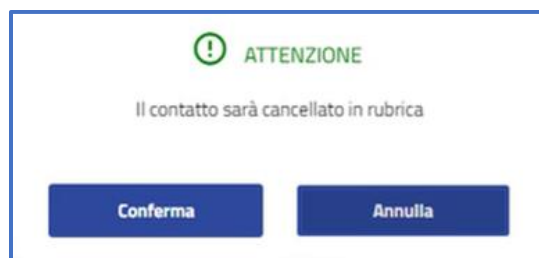 ATTENZIONE
Il contatto sarà cancellato in rubrica
Conferma
Annulla